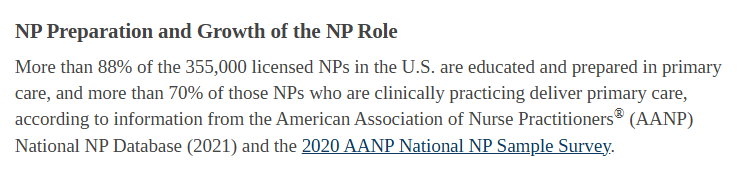 NP Preparation and Growth of the NP Role
More than 88% of the 355,000 licensed NPs in the U.S. are educated and prepared in primary
care, and more than 70% of those NPs who are clinically practicing deliver primary care,
according to information from the American Association of Nurse Practitioners® (AANP)
National NP Database (2021) and the 2020 AANP National NP Sample Survey.